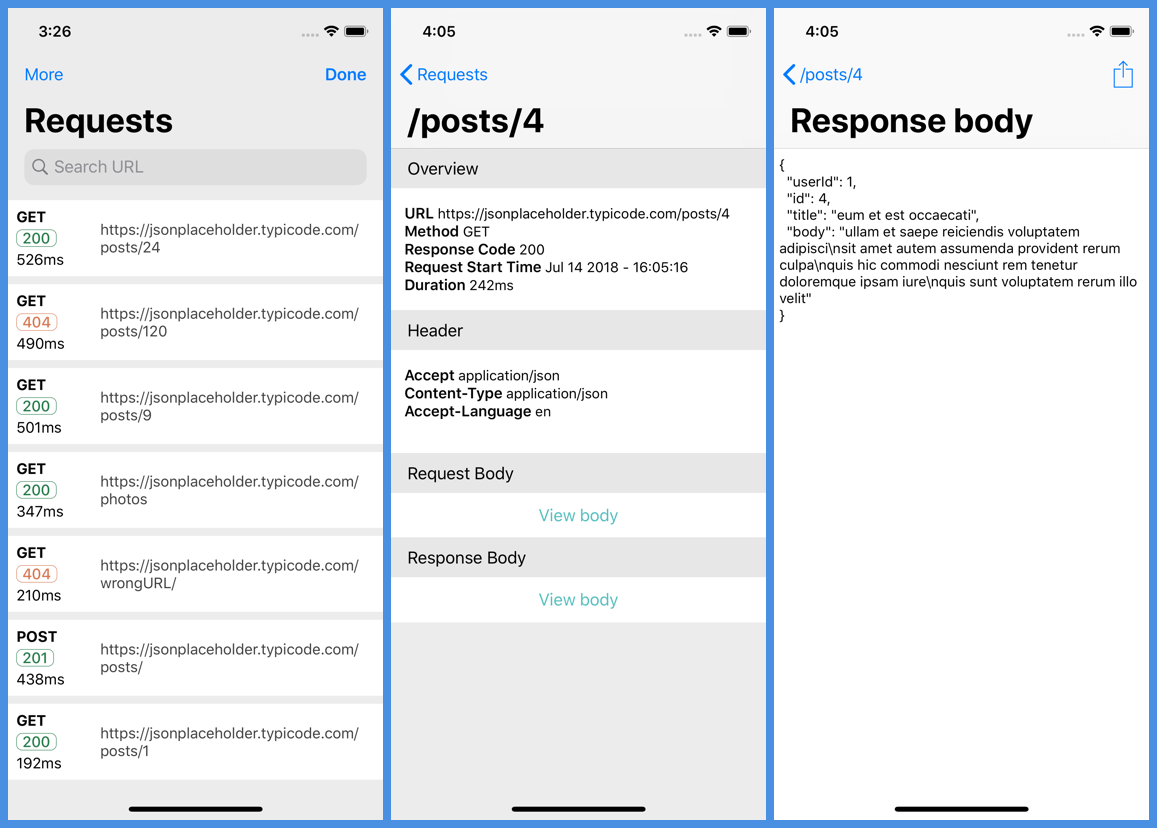 3:26
More
Done
Requests
Search URL
GET
200
526ms
https://jsonplaceholder.typicode.com/
posts/24
GET
404
490ms
https://jsonplaceholder.typicode.com/
posts/120
GET
200
501ms
https://jsonplaceholder.typicode.com/
posts/9
GET
200
347ms
https://jsonplaceholder.typicode.com/
photos
GET
404
210ms
https://jsonplaceholder.typicode.com/
wrongURL/
POST
201
438ms
https://jsonplaceholder.typicode.com/
posts/
GET
200
192ms
https://jsonplaceholder.typicode.com/
posts/1
4:05
Requests
/posts/4
Overview
URL https://jsonplaceholder.typicode.com/posts/4
Method GET
Response Code 200
Request Start Time Jul 14 2018 - 16:05:16
Duration 242ms
Header
Accept application/json
Content-Type application/json
Accept-Language en
Request Body
View body
Response Body
View body
4:05
/posts/4
Response body
{
"userId": 1,
"id": 4,
"title": "eum et est occaecati",
"body": "ullam et saepe reiciendis voluptatem
adipisci\nsit amet autem assumenda provident rerum
culpa\nquis hic commodi nesciunt rem tenetur
doloremque ipsam iure\nquis sunt voluptatem rerum illo
velit"
}